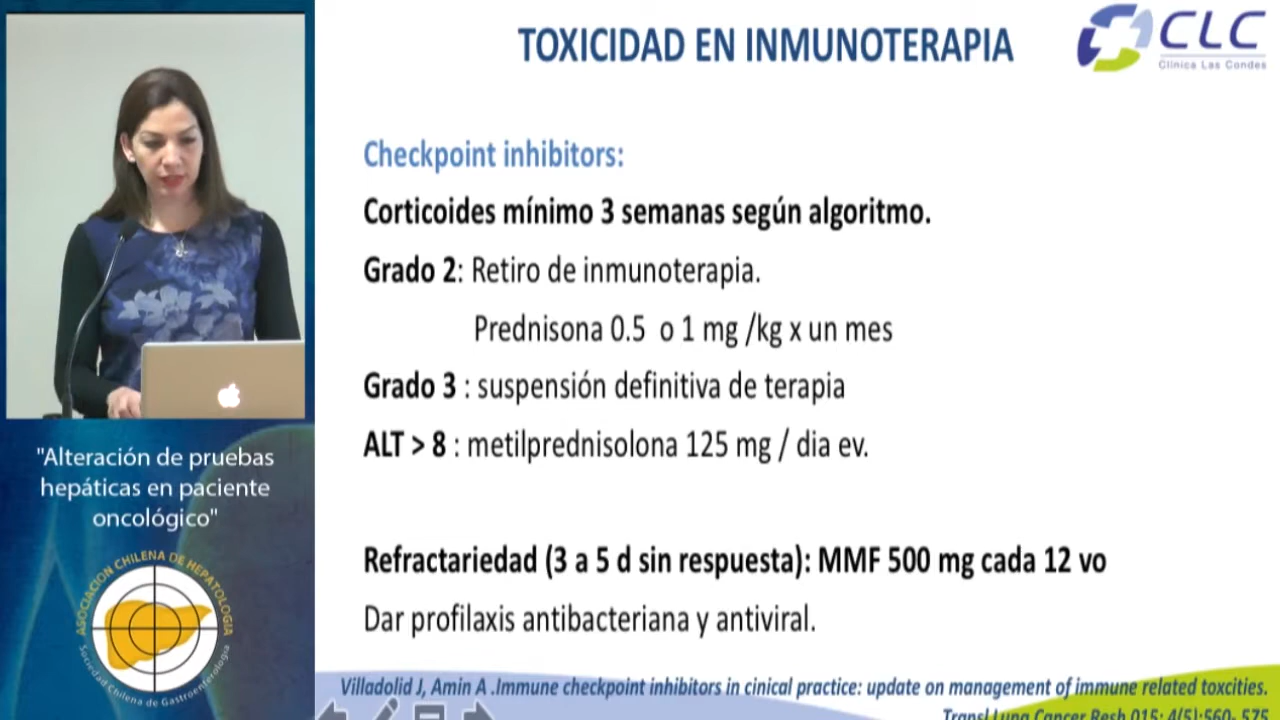 TOXICIDAD EN INMUNOTERAPIA
CLC
Clínica Las Condes
Checkpoint inhibitors:
Corticoides mínimo 3 semanas según algoritmo.
Grado 2: Retiro de inmunoterapia.
Prednisona 0.5 o 1 mg /kg x un mes
Grado 3 : suspensión definitiva de terapia
ALT > 8 : metilprednisolona 125 mg / dia ev.
Refractariedad (3 a 5 d sin respuesta): MMF 500 mg cada 12 vo
Dar profilaxis antibacteriana y antiviral.
Villadolid J, Amin A .Immune checkpoint inhibitors in cinical practice: update on management of immune related toxcities.
Transl Lung Cancer Resh 015; 4(5):560- 575
"Alteración de pruebas
hepáticas en paciente
oncológico"
ASOCIACION CHILENA DE HEPATOLOGIA
Sociedad Chilena de Gastroenterología